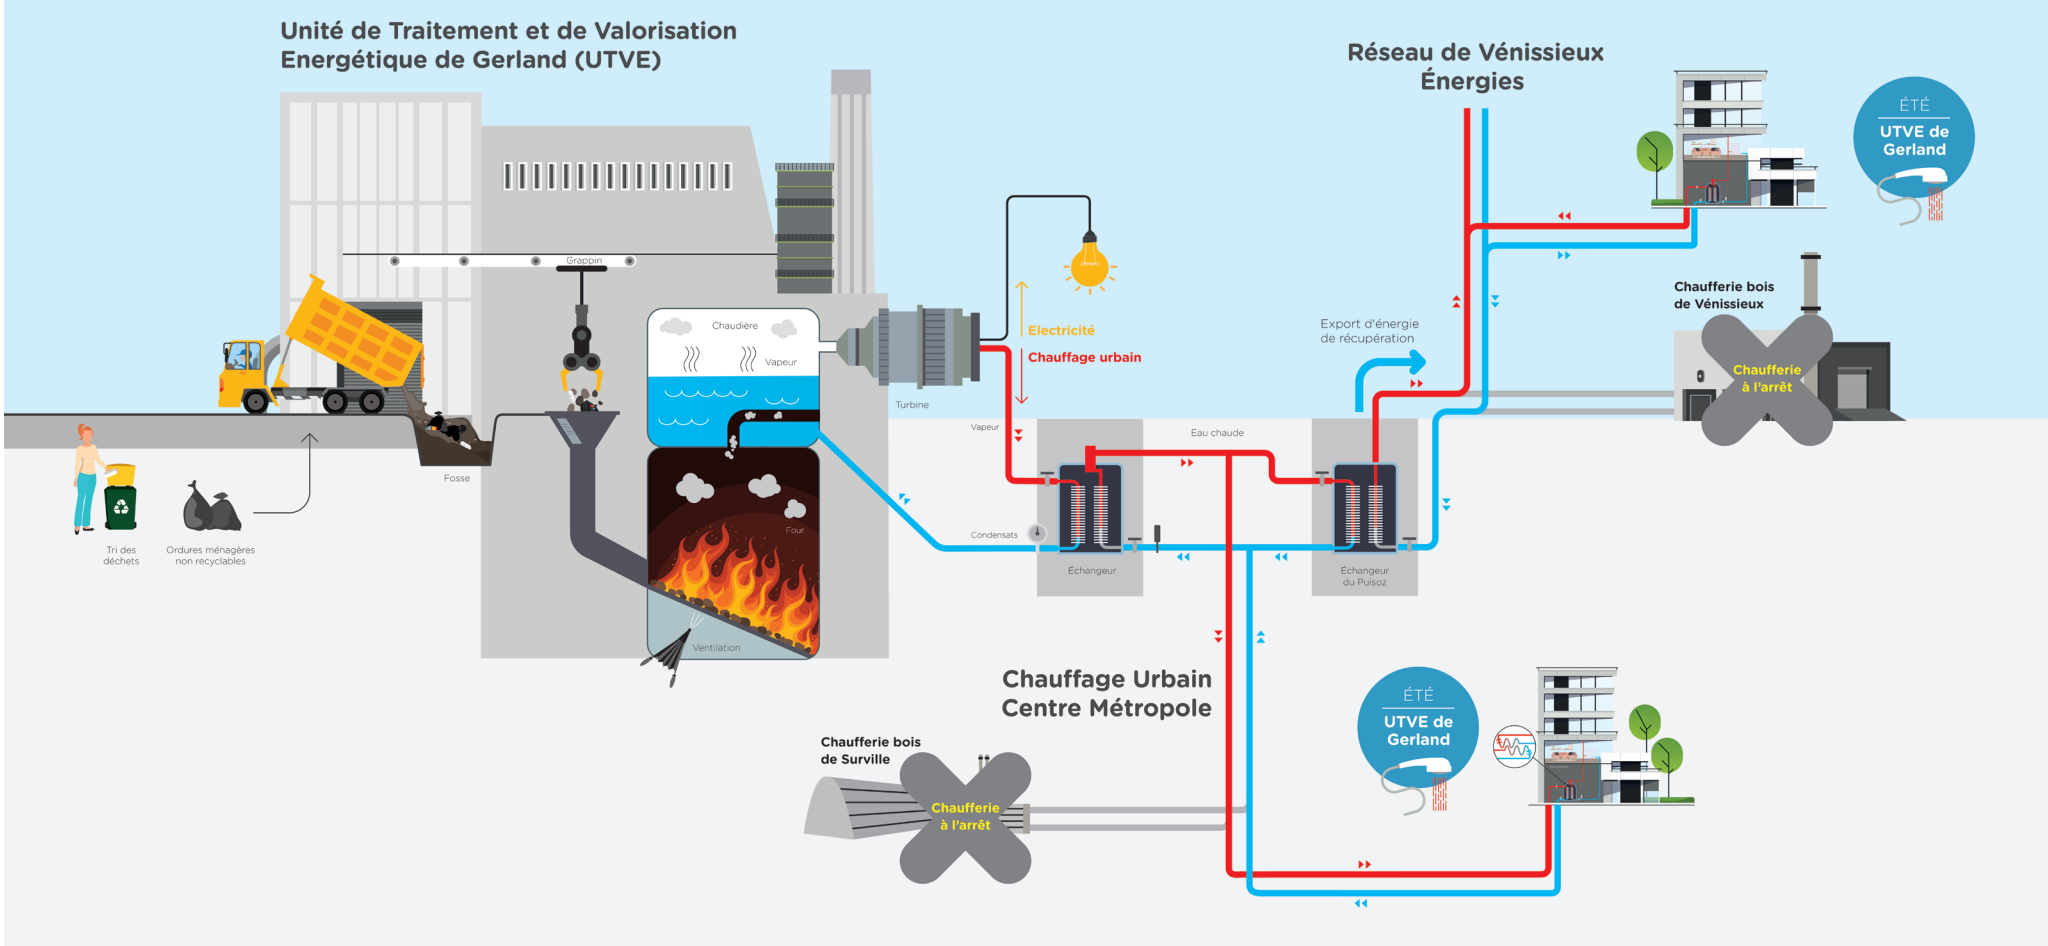 Unité de Traitement et de Valorisation
Energétique de Gerland (UTVE)
Réseau de Vénissieux
Énergies
ÉTÉ
UTVE de
Gerland
Grappin
Chaufferie bois
de Vénissieux
Chaufferie
à l'arrêt
Export d'énergie
de récupération
Chaudière
Vapeur
Electricité
Chauffage urbain
Turbine
Vapeur
Eau chaude
Fosse
Four
Condensats
Tri des
déchets
Ordures ménagères
non recyclables
Échangeur
Échangeur
du Puisoz
Ventilation
Chauffage Urbain
Centre Métropole
ÉTÉ
UTVE de
Gerland
Chaufferie bois
de Surville
Chaufferie
à l'arrêt